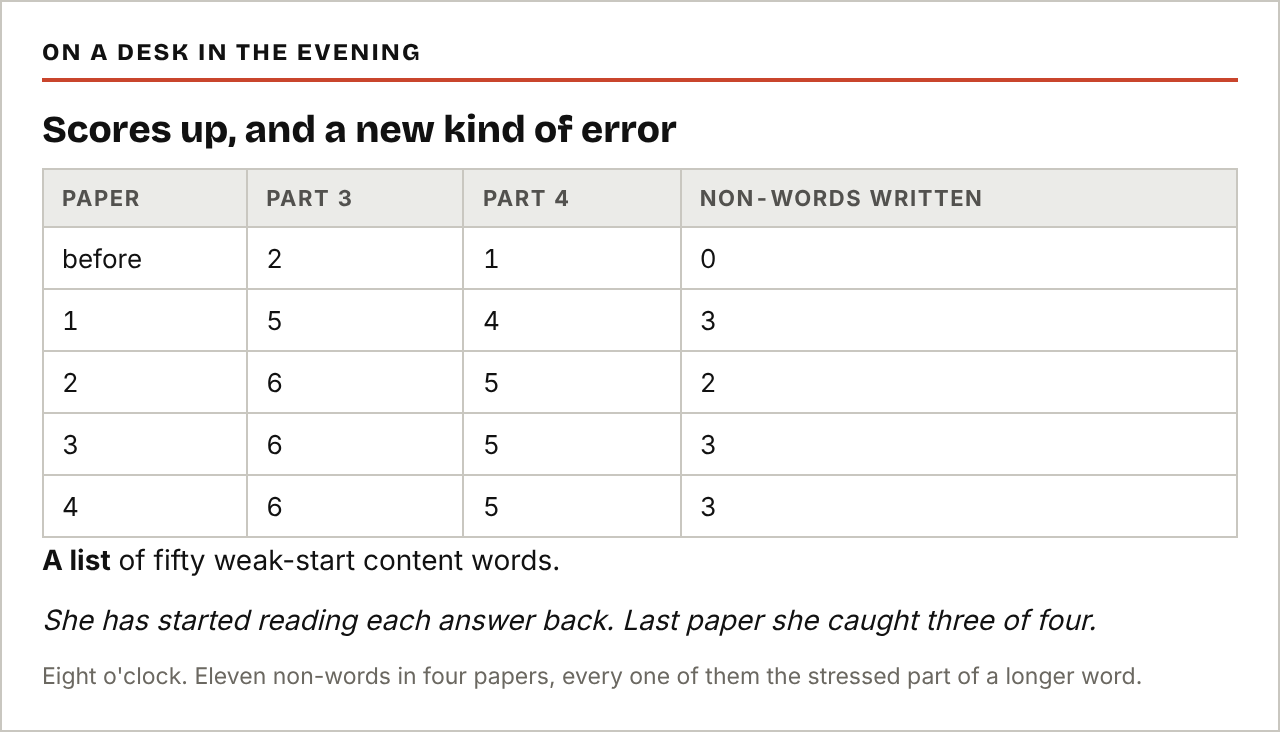 ON A DESK IN THE EVENING
Scores up, and a new kind of error
PAPER PART 3 PART 4 NON-WORDS WRITTEN
before 2 1 0
1 5 4 3
2 6 5 2
3 6 5 3
4 6 5 3
A list of fifty weak-start content words.
She has started reading each answer back. Last paper she caught three of four.
Eight o'clock. Eleven non-words in four papers, every one of them the stressed part of a longer word.